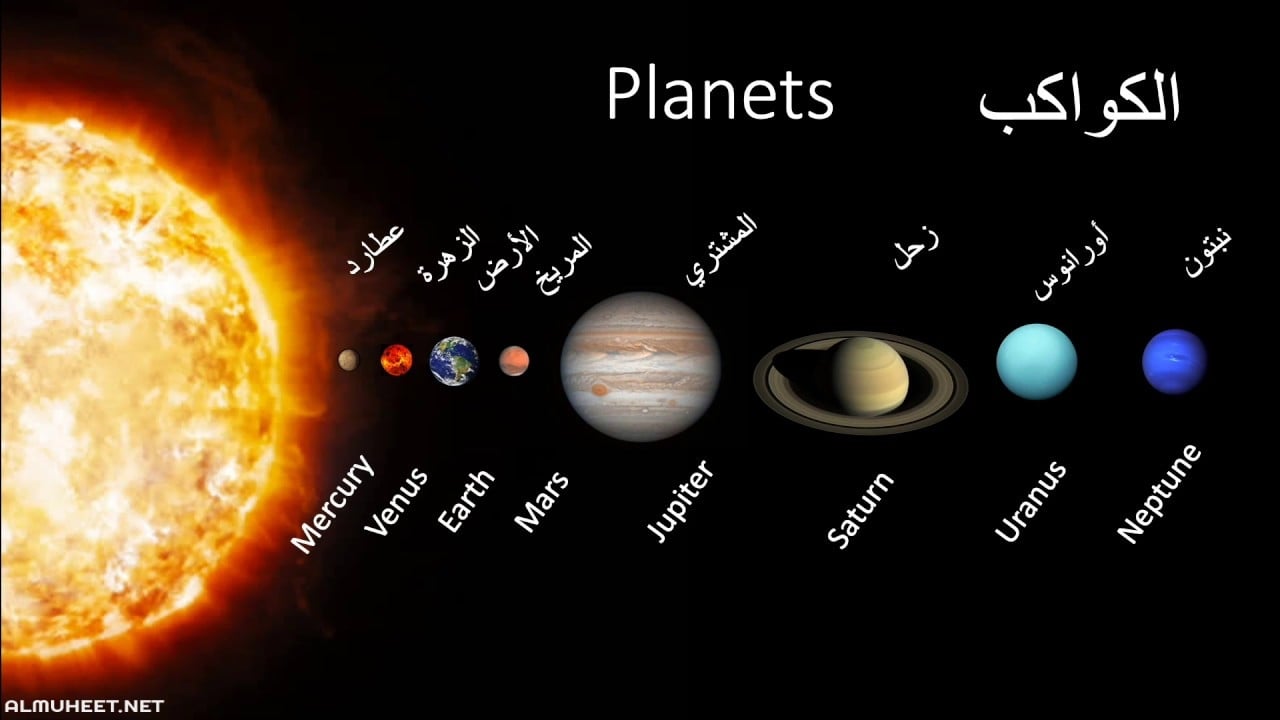 Planets الكواكب
عطارد
الزهرة
الأرض
المريخ
المشتري
زحل
أورانوس
نبتون
Mercury
Venus
Earth
Mars
Jupiter
Saturn
Uranus
Neptune
ALMUHEET.NET